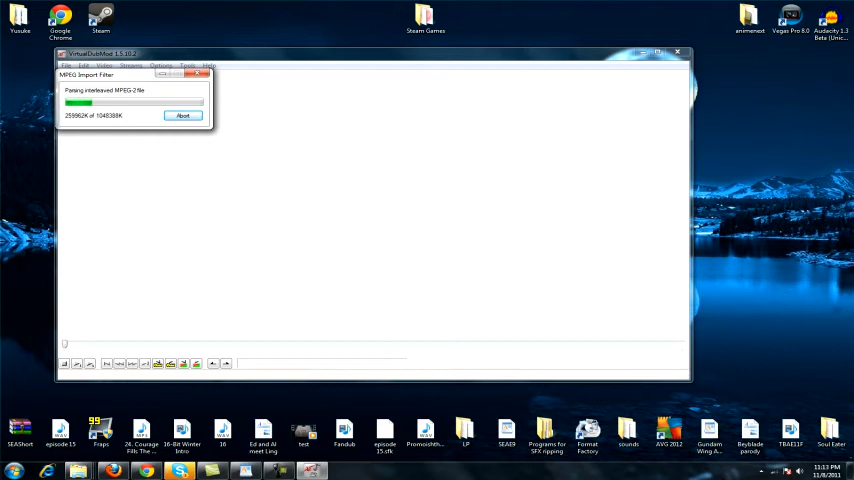 Yusuke
Google Chrome
Steam
Steam Games
animenext
Vegas Pro 8.0
Audacity 1.3 Beta (Unic...
VirtualDubMod 1.5.10.2
File Edit Video Streams Options Tools Help
MPEG Import Filter
Parsing interleaved MPEG-2 file
259962K of 1048388K
Abort
SEAShort
episode 15
99
Fraps
24. Courage Fills The ...
16-Bit Winter Intro
16
Ed and Al meet Ling
test
Fandub
episode 15.sfk
Promoishth...
LP
SEAE9
Programs for SFX ripping
Format Factory
sounds
AVG 2012
Gundam Wing A...
Beyblade parody
TBAE11F
Soul Eater
11:13 PM
11/8/2011